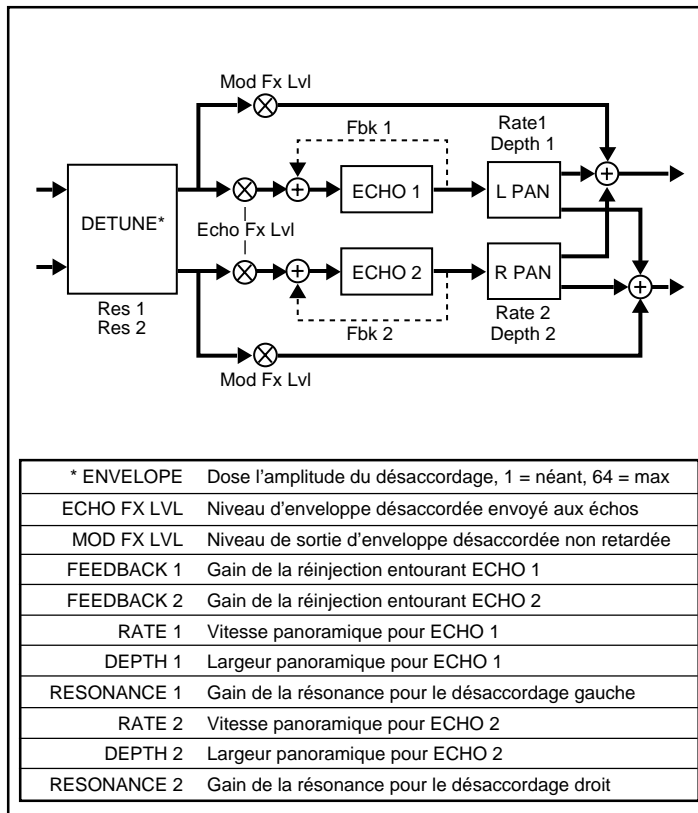 Mod Fx Lvl
Fbk 1
Rate1
Depth 1
ECHO 1
L PAN
DETUNE*
Echo Fx Lvl
ECHO 2
R PAN
Res 1
Res 2
Fbk 2
Rate 2
Depth 2
Mod Fx Lvl
* ENVELOPE Dose l'amplitude du désaccordage, 1 = néant, 64 = max
ECHO FX LVL Niveau d'enveloppe désaccordée envoyé aux échos
MOD FX LVL Niveau de sortie d'enveloppe désaccordée non retardée
FEEDBACK 1 Gain de la réinjection entourant ECHO 1
FEEDBACK 2 Gain de la réinjection entourant ECHO 2
RATE 1 Vitesse panoramique pour ECHO 1
DEPTH 1 Largeur panoramique pour ECHO 1
RESONANCE 1 Gain de la résonance pour le désaccordage gauche
RATE 2 Vitesse panoramique pour ECHO 2
DEPTH 2 Largeur panoramique pour ECHO 2
RESONANCE 2 Gain de la résonance pour le désaccordage droit